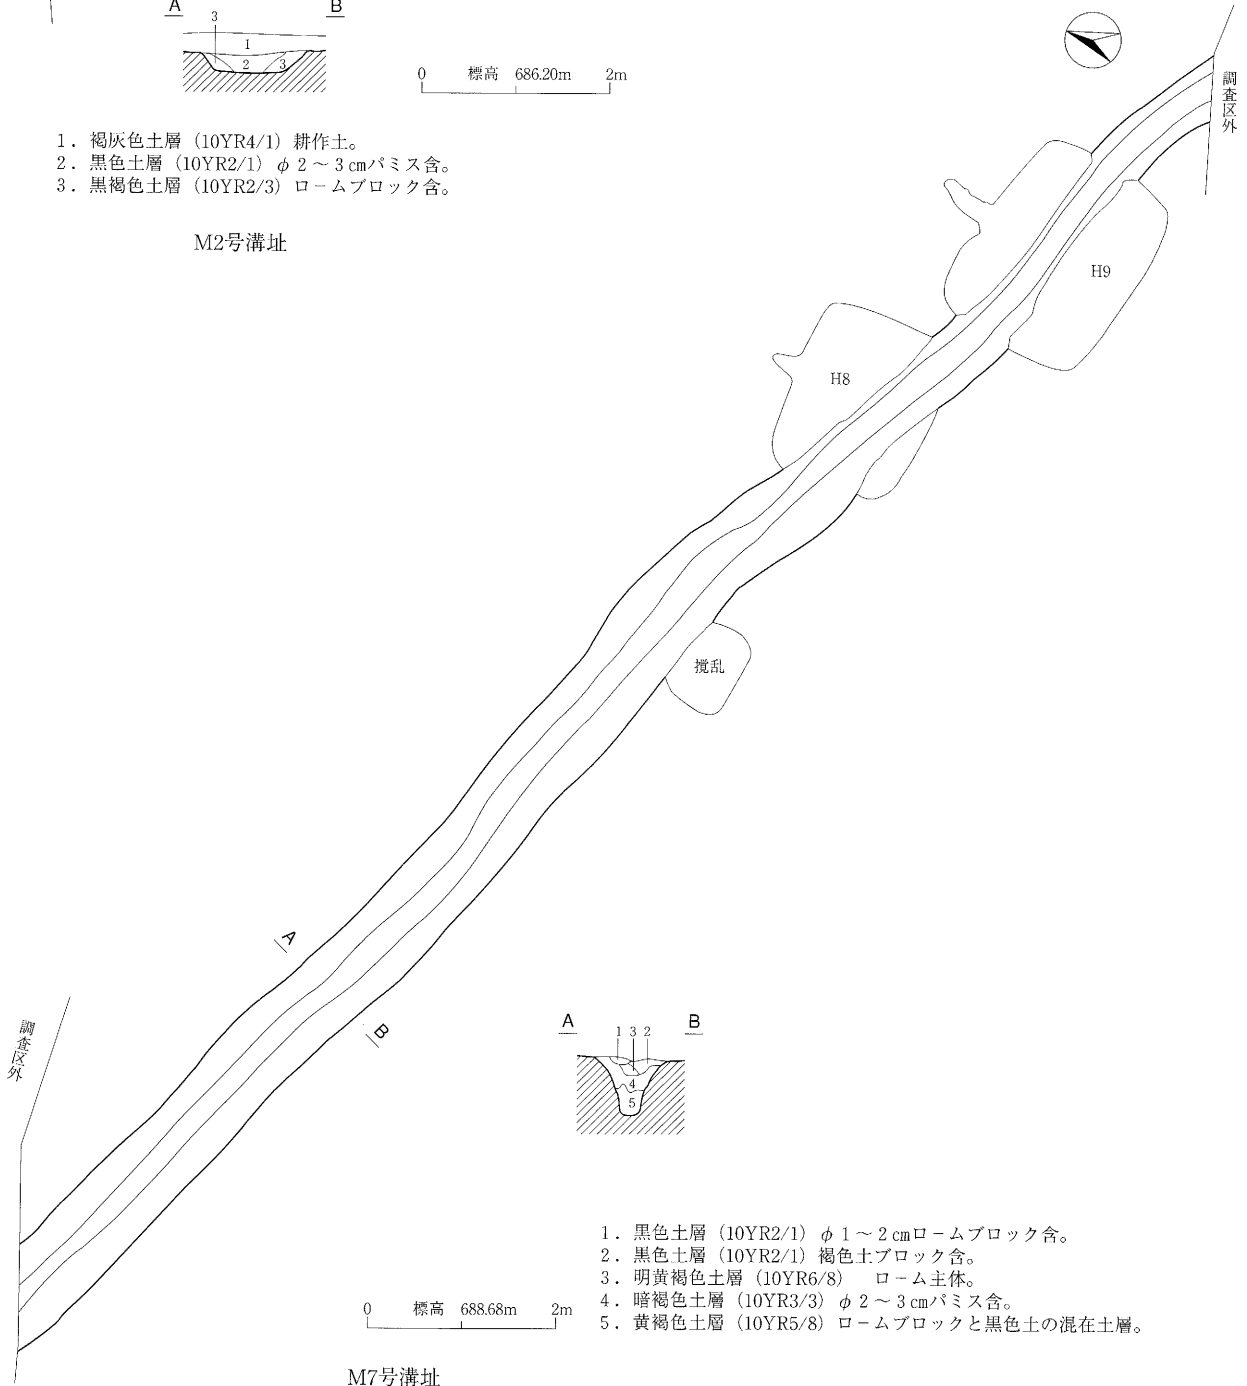 A B
3
1
2 3
0 標高 686.20m 2m
1. 褐灰色土層 (10YR4/1) 耕作土。
2. 黒色土層 (10YR2/1) φ2～3㎝パミス含。
3. 黒褐色土層 (10YR2/3) ロームブロック含。
M2号溝址
調査区外
H9
H8
撹乱
A
B
調査区外
A B
1 3 2
4
5
1. 黒色土層 (10YR2/1) φ1～2㎝ロームブロック含。
2. 黒色土層 (10YR2/1) 褐色土ブロック含。
3. 明黄褐色土層 (10YR6/8) ローム主体。
4. 暗褐色土層 (10YR3/3) φ2～3㎝パミス含。
5. 黄褐色土層 (10YR5/8) ロームブロックと黒色土の混在土層。
0 標高 688.68m 2m
M7号溝址